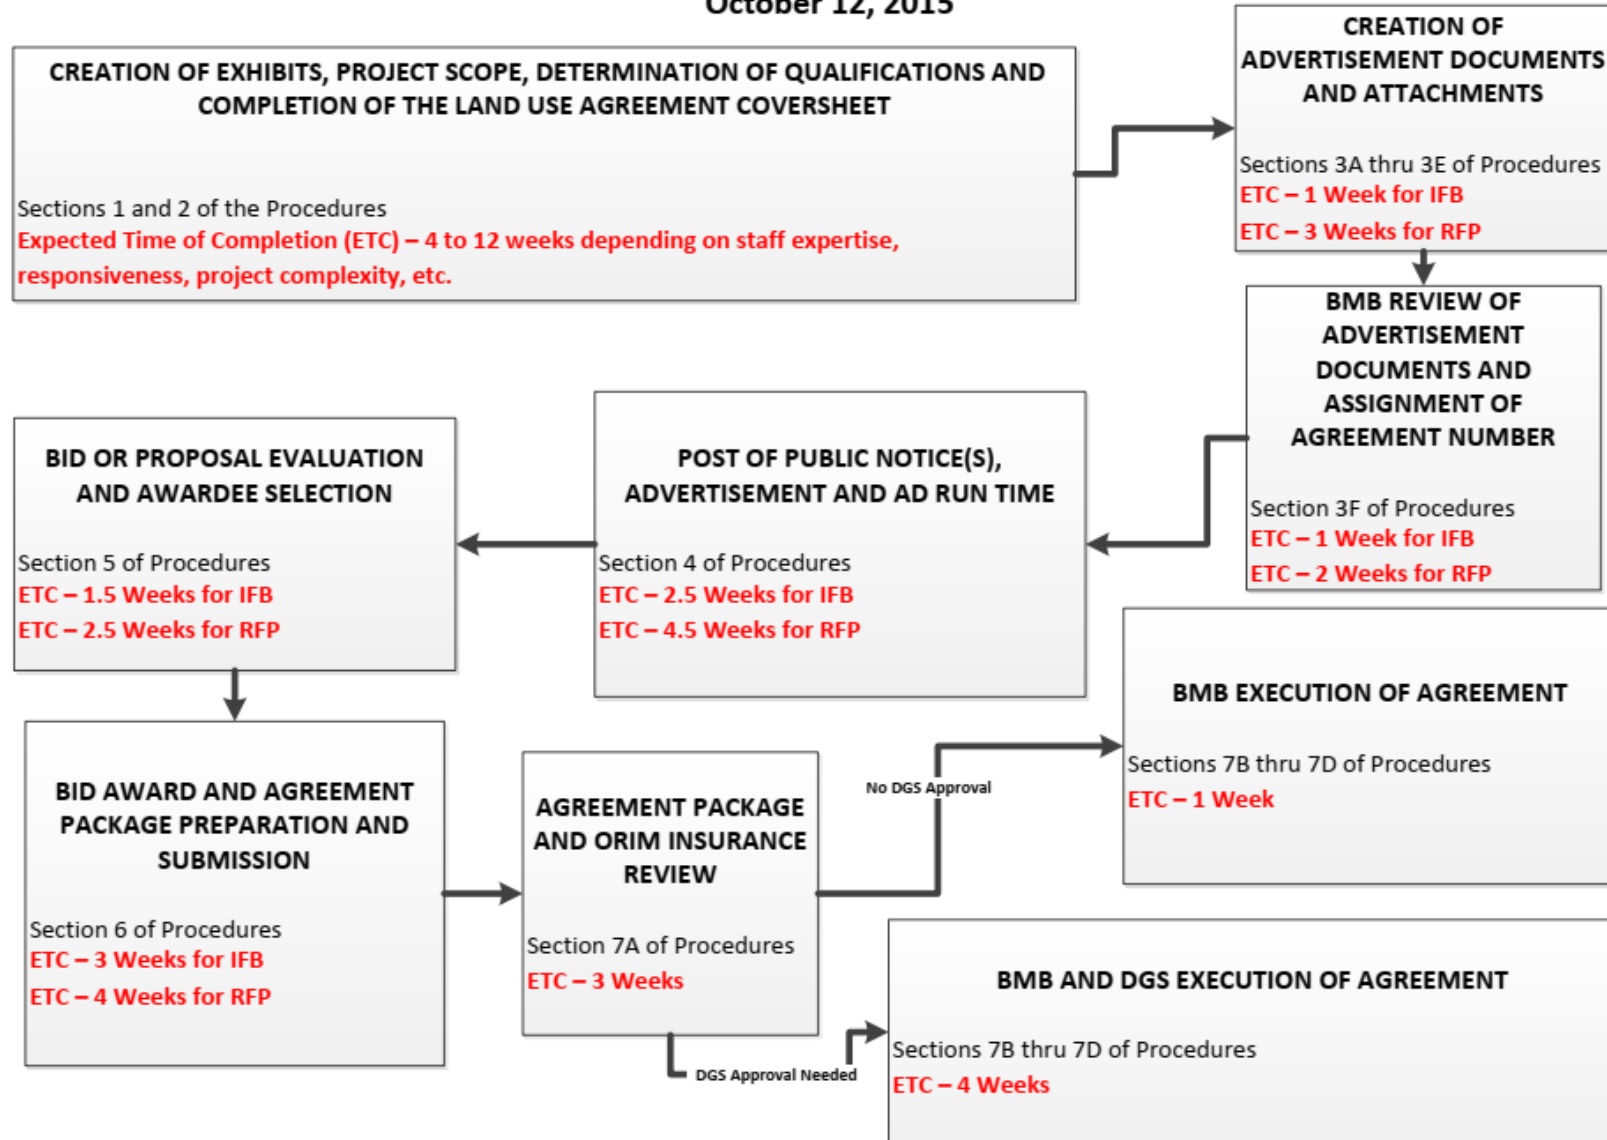 October 12, 2015
CREATION OF EXHIBITS, PROJECT SCOPE, DETERMINATION OF QUALIFICATIONS AND
COMPLETION OF THE LAND USE AGREEMENT COVERSHEET
Sections 1 and 2 of the Procedures
Expected Time of Completion (ETC) – 4 to 12 weeks depending on staff expertise,
responsiveness, project complexity, etc.
CREATION OF
ADVERTISEMENT DOCUMENTS
AND ATTACHMENTS
Sections 3A thru 3E of Procedures
ETC – 1 Week for IFB
ETC – 3 Weeks for RFP
BMB REVIEW OF
ADVERTISEMENT
DOCUMENTS AND
ASSIGNMENT OF
AGREEMENT NUMBER
Section 3F of Procedures
ETC – 1 Week for IFB
ETC – 2 Weeks for RFP
POST OF PUBLIC NOTICE(S),
ADVERTISEMENT AND AD RUN TIME
Section 4 of Procedures
ETC – 2.5 Weeks for IFB
ETC – 4.5 Weeks for RFP
BID OR PROPOSAL EVALUATION
AND AWARDEE SELECTION
Section 5 of Procedures
ETC – 1.5 Weeks for IFB
ETC – 2.5 Weeks for RFP
BID AWARD AND AGREEMENT
PACKAGE PREPARATION AND
SUBMISSION
Section 6 of Procedures
ETC – 3 Weeks for IFB
ETC – 4 Weeks for RFP
AGREEMENT PACKAGE
AND ORIM INSURANCE
REVIEW
Section 7A of Procedures
ETC – 3 Weeks
No DGS Approval
BMB EXECUTION OF AGREEMENT
Sections 7B thru 7D of Procedures
ETC – 1 Week
DGS Approval Needed
BMB AND DGS EXECUTION OF AGREEMENT
Sections 7B thru 7D of Procedures
ETC – 4 Weeks